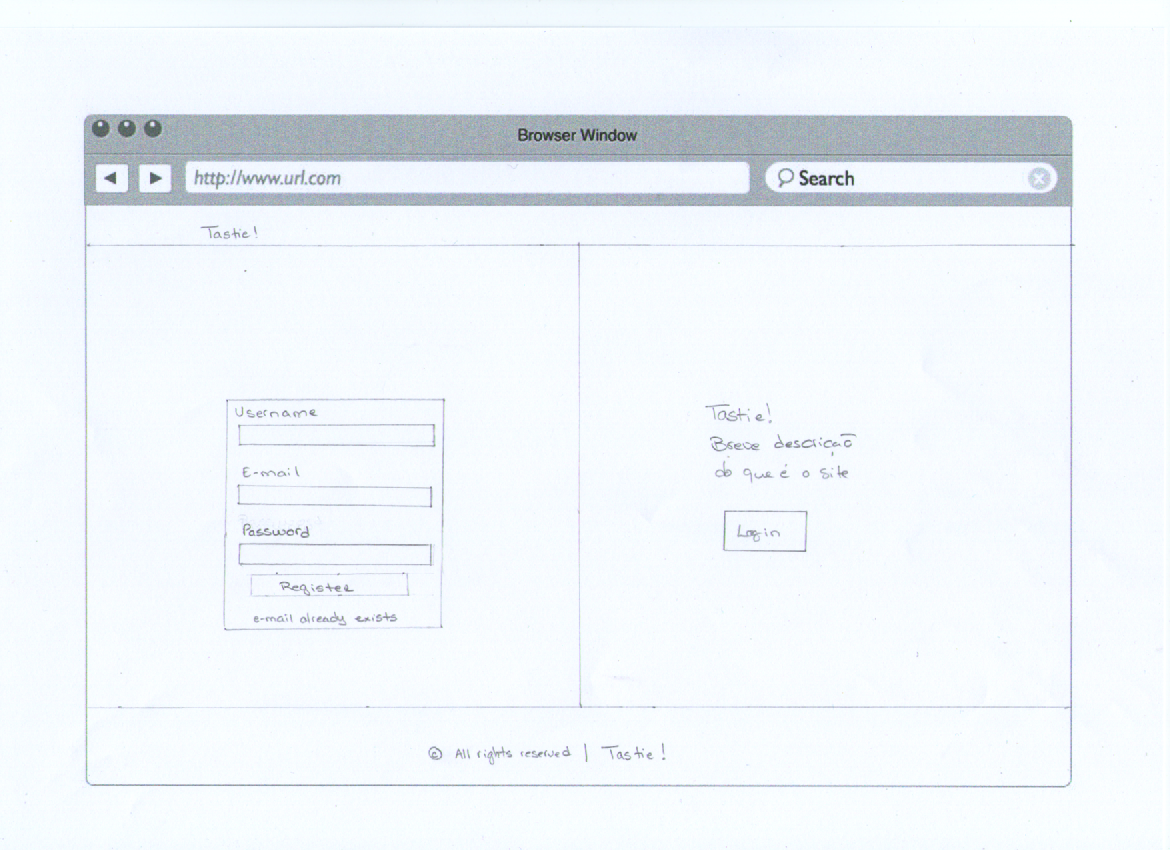 Browser Window
http://www.url.com
Search
Tastie!
Username
E-mail
Password
Register
e-mail already exists
Tastie!
Breve descrição
do que é o site
Login
© All rights reserved | Tastie!